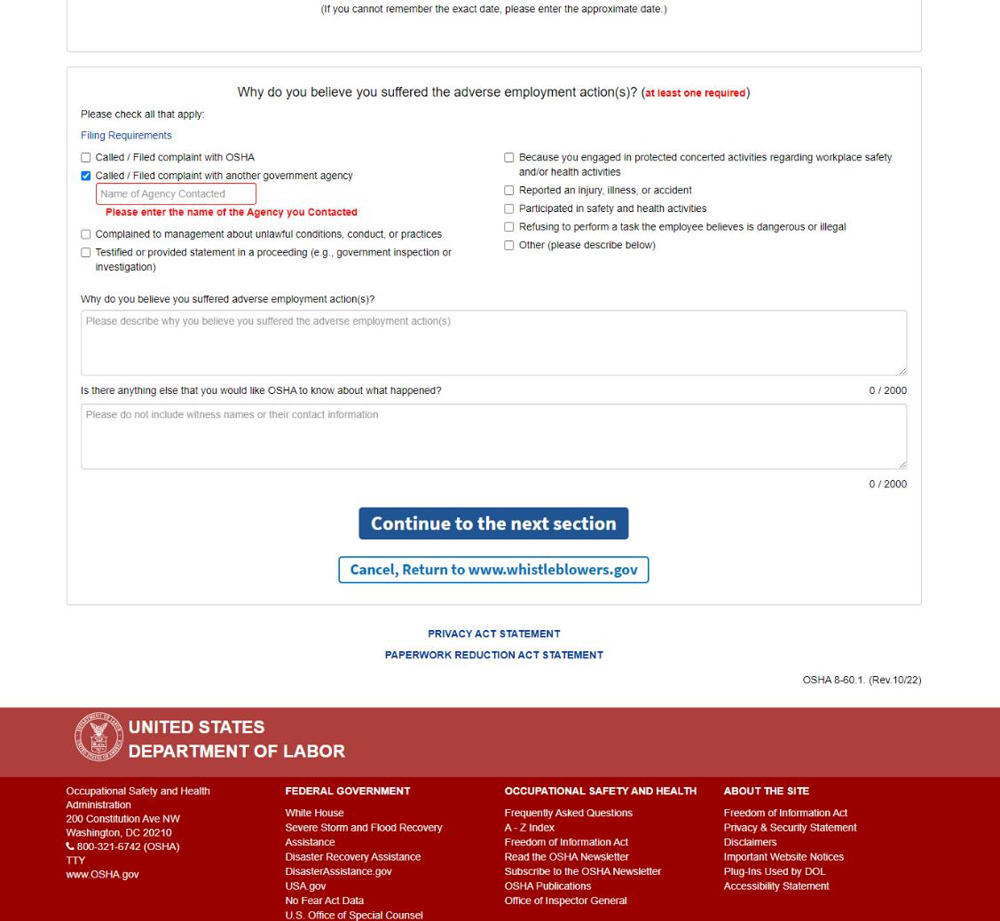 (If you cannot remember the exact date, please enter the approximate date.)
Why do you believe you suffered the adverse employment action(s)? (at least one required)
Please check all that apply:
Filing Requirements
Called / Filed complaint with OSHA
Called / Filed complaint with another government agency
Name of Agency Contacted
Please enter the name of the Agency you Contacted
Complained to management about unlawful conditions, conduct, or practices
Testified or provided statement in a proceeding (e.g., government inspection or
investigation)
Because you engaged in protected concerted activities regarding workplace safety
and/or health activities
Reported an injury, illness, or accident
Participated in safety and health activities
Refusing to perform a task the employee believes is dangerous or illegal
Other (please describe below)
Why do you believe you suffered adverse employment action(s)?
Please describe why you believe you suffered the adverse employment action(s)
Is there anything else that you would like OSHA to know about what happened?
0 / 2000
Please do not include witness names or their contact information
0 / 2000
Continue to the next section
Cancel, Return to www.whistleblowers.gov
PRIVACY ACT STATEMENT
PAPERWORK REDUCTION ACT STATEMENT
OSHA 8-60.1. (Rev.10/22)
UNITED STATES
DEPARTMENT OF LABOR
Occupational Safety and Health
Administration
200 Constitution Ave NW
Washington, DC 20210
800-321-6742 (OSHA)
TTY
www.OSHA.gov
FEDERAL GOVERNMENT
White House
Severe Storm and Flood Recovery
Assistance
Disaster Recovery Assistance
DisasterAssistance.gov
USA.gov
No Fear Act Data
U.S. Office of Special Counsel
OCCUPATIONAL SAFETY AND HEALTH
Frequently Asked Questions
A - Z Index
Freedom of Information Act
Read the OSHA Newsletter
Subscribe to the OSHA Newsletter
OSHA Publications
Office of Inspector General
ABOUT THE SITE
Freedom of Information Act
Privacy & Security Statement
Disclaimers
Important Website Notices
Plug-Ins Used by DOL
Accessibility Statement